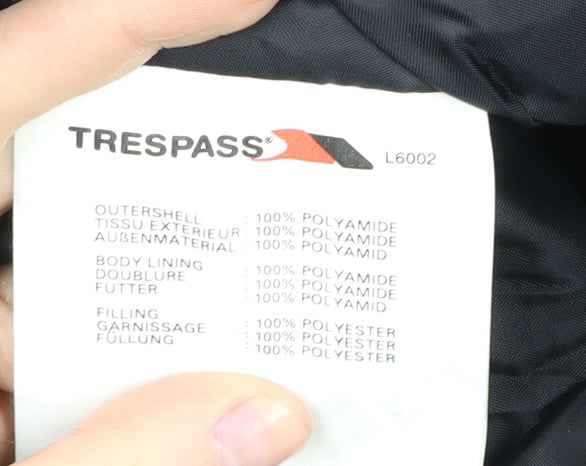 TRESPASS® L6002
OUTERSHELL : 100% POLYAMIDE
TISSU EXTERIEUR : 100% POLYAMIDE
AUßENMATERIAL : 100% POLYAMID
BODY LINING : 100% POLYAMIDE
DOUBLURE : 100% POLYAMIDE
FUTTER : 100% POLYAMID
FILLING : 100% POLYESTER
GARNISSAGE : 100% POLYESTER
FÜLLUNG : 100% POLYESTER